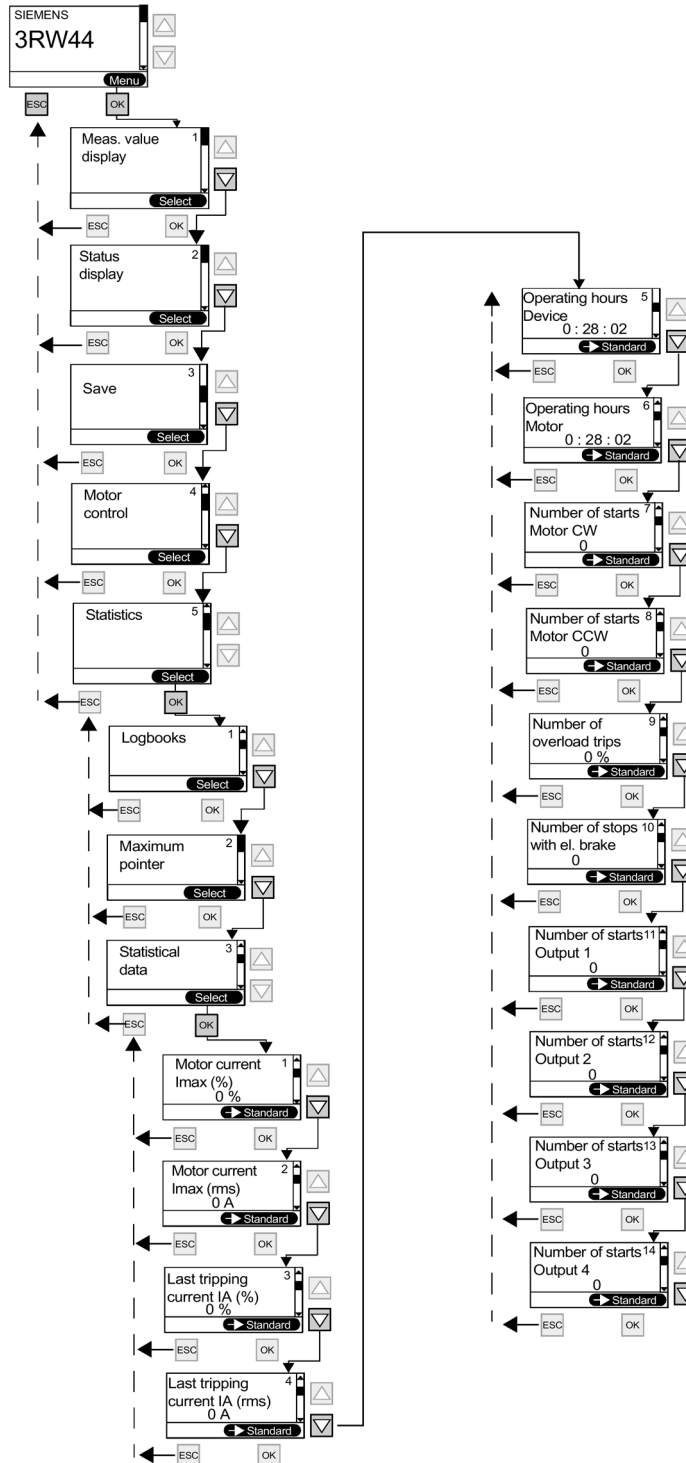 SIEMENS
3RW44
Menu
ESC
OK
Meas. value
display
1
Select
ESC
OK
Status
display
2
Select
ESC
OK
Save
3
Select
ESC
OK
Motor
control
4
Select
ESC
OK
Statistics
5
Select
ESC
OK
Logbooks
1
Select
ESC
OK
Maximum
pointer
2
Select
ESC
OK
Statistical
data
3
Select
ESC
OK
Motor current
Imax (%)
0 %
1
Standard
ESC
OK
Motor current
Imax (rms)
0 A
2
Standard
ESC
OK
Last tripping
current IA (%)
0 %
3
Standard
ESC
OK
Last tripping
current IA (rms)
0 A
4
Standard
ESC
OK
Operating hours
Device
0 : 28 : 02
5
Standard
ESC
OK
Operating hours
Motor
0 : 28 : 02
6
Standard
ESC
OK
Number of starts
Motor CW
0
7
Standard
ESC
OK
Number of starts
Motor CCW
0
8
Standard
ESC
OK
Number of
overload trips
0 %
9
Standard
ESC
OK
Number of stops
with el. brake
0
10
Standard
ESC
OK
Number of starts
Output 1
0
11
Standard
ESC
OK
Number of starts
Output 2
0
12
Standard
ESC
OK
Number of starts
Output 3
0
13
Standard
ESC
OK
Number of starts
Output 4
0
14
Standard
ESC
OK